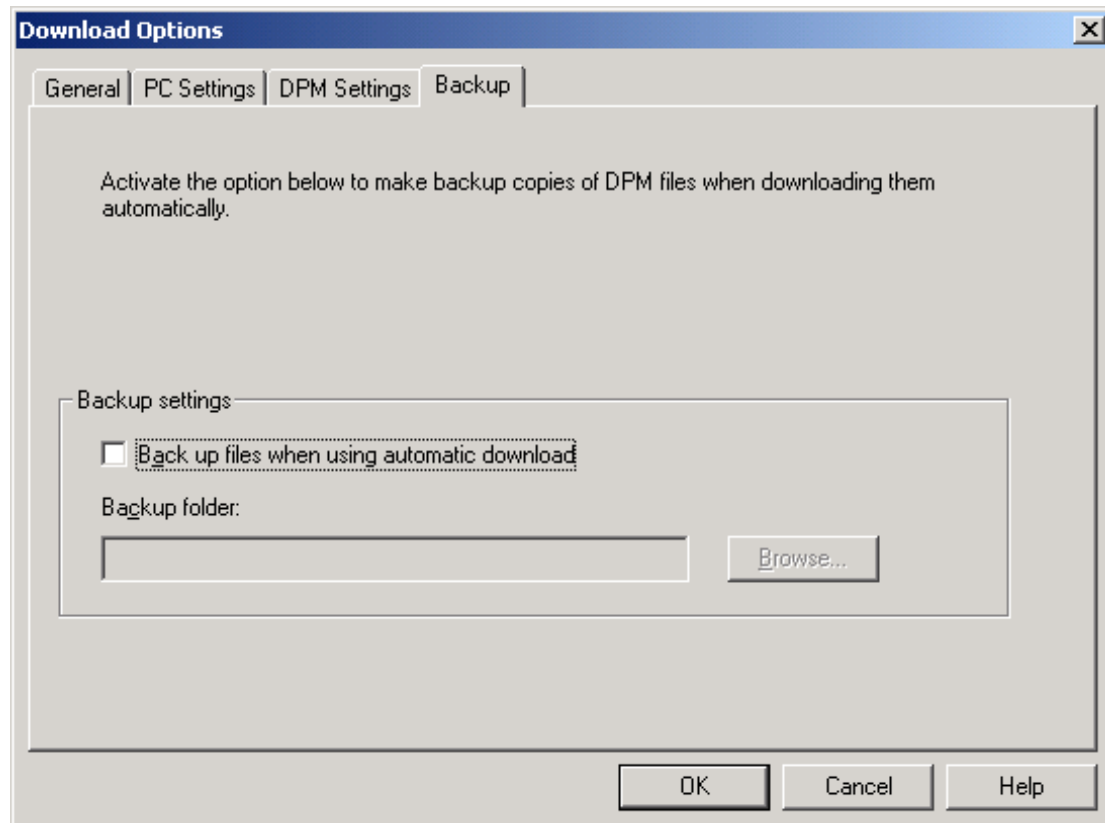 Download Options
General PC Settings DPM Settings Backup
Activate the option below to make backup copies of DPM files when downloading them
automatically.
Backup settings
Back up files when using automatic download
Backup folder:
Browse...
OK Cancel Help